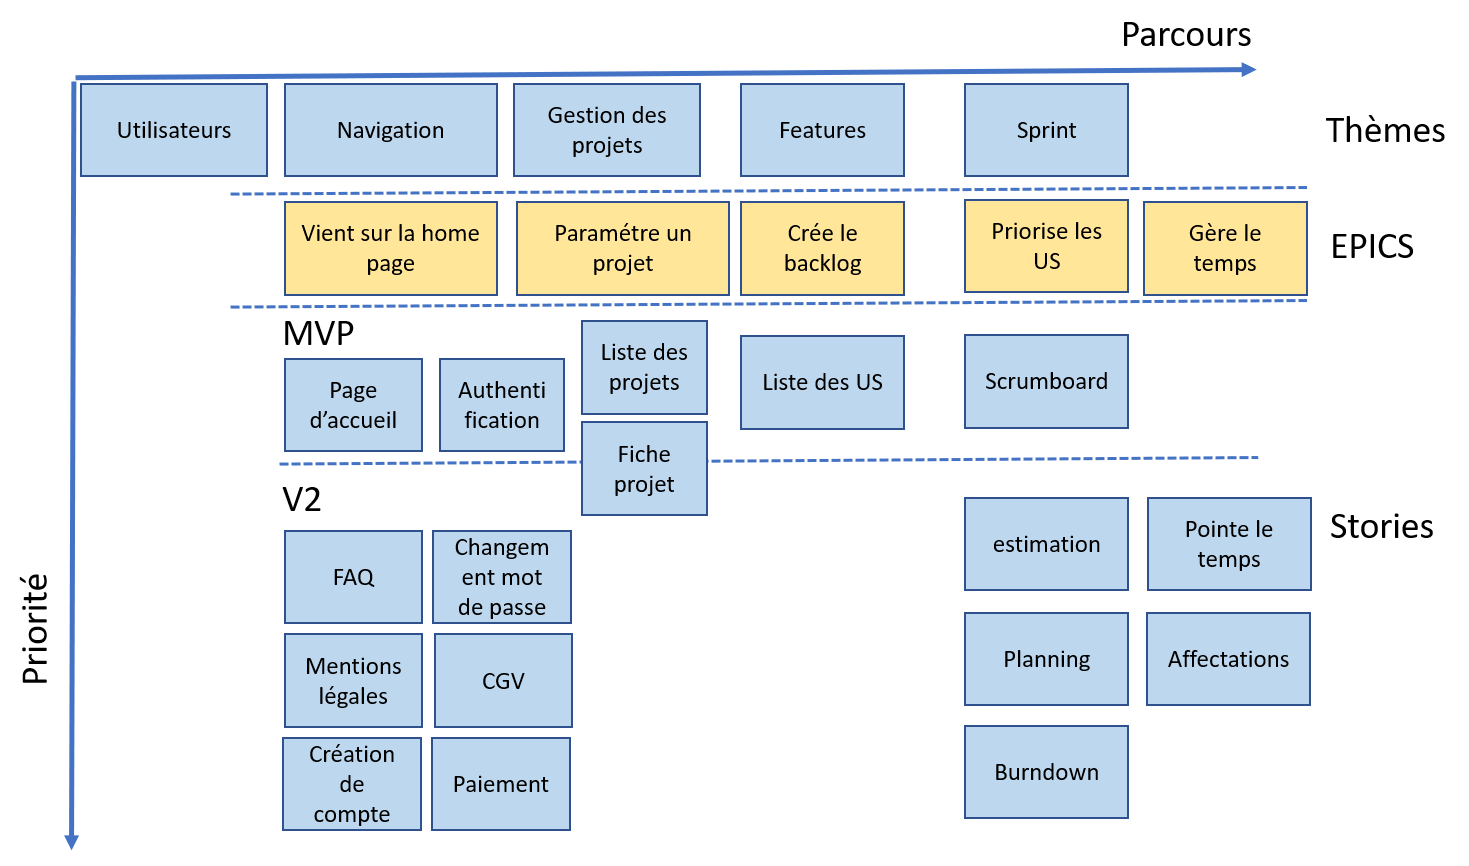 Parcours
Utilisateurs
Navigation
Gestion des
projets
Features
Sprint
Thèmes
Vient sur la home
page
Paramétre un
projet
Crée le
backlog
Priorise les
US
Gère le
temps
EPICS
MVP
Page
d’accueil
Authenti
fication
Liste des
projets
Liste des US
Scrumboard
Fiche
projet
V2
estimation
Pointe le
temps
Stories
FAQ
Changem
ent mot
de passe
Priorité
Mentions
légales
CGV
Planning
Affectations
Création
de
compte
Paiement
Burndown